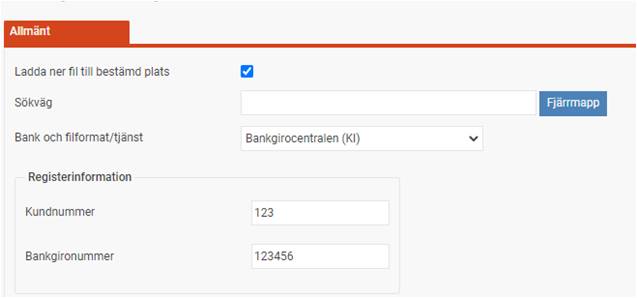 Allmänt
Ladda ner fil till bestämd plats
Sökväg
Fjärrmapp
Bank och filformat/tjänst
Bankgirocentralen (KI)
Registerinformation
Kundnummer
123
Bankgironummer
123456